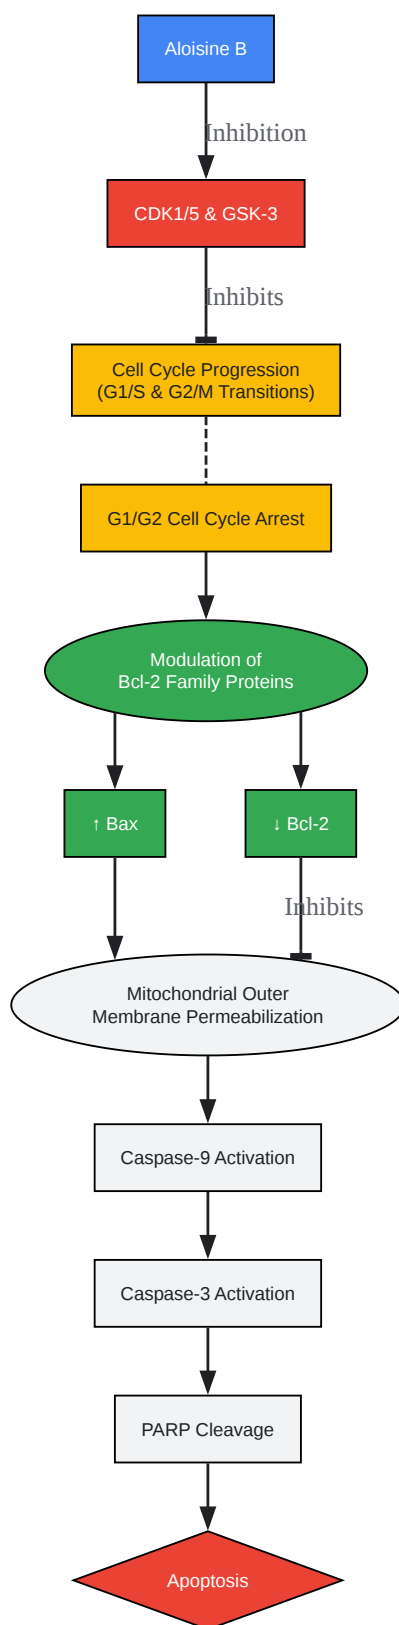 Aloisine B
Inhibition
CDK1/5 & GSK-3
Inhibits
Cell Cycle Progression
(G1/S & G2/M Transitions)
G1/G2 Cell Cycle Arrest
Modulation of
Bcl-2 Family Proteins
↑ Bax
↓ Bcl-2
Inhibits
Mitochondrial Outer
Membrane Permeabilization
Caspase-9 Activation
Caspase-3 Activation
PARP Cleavage
Apoptosis